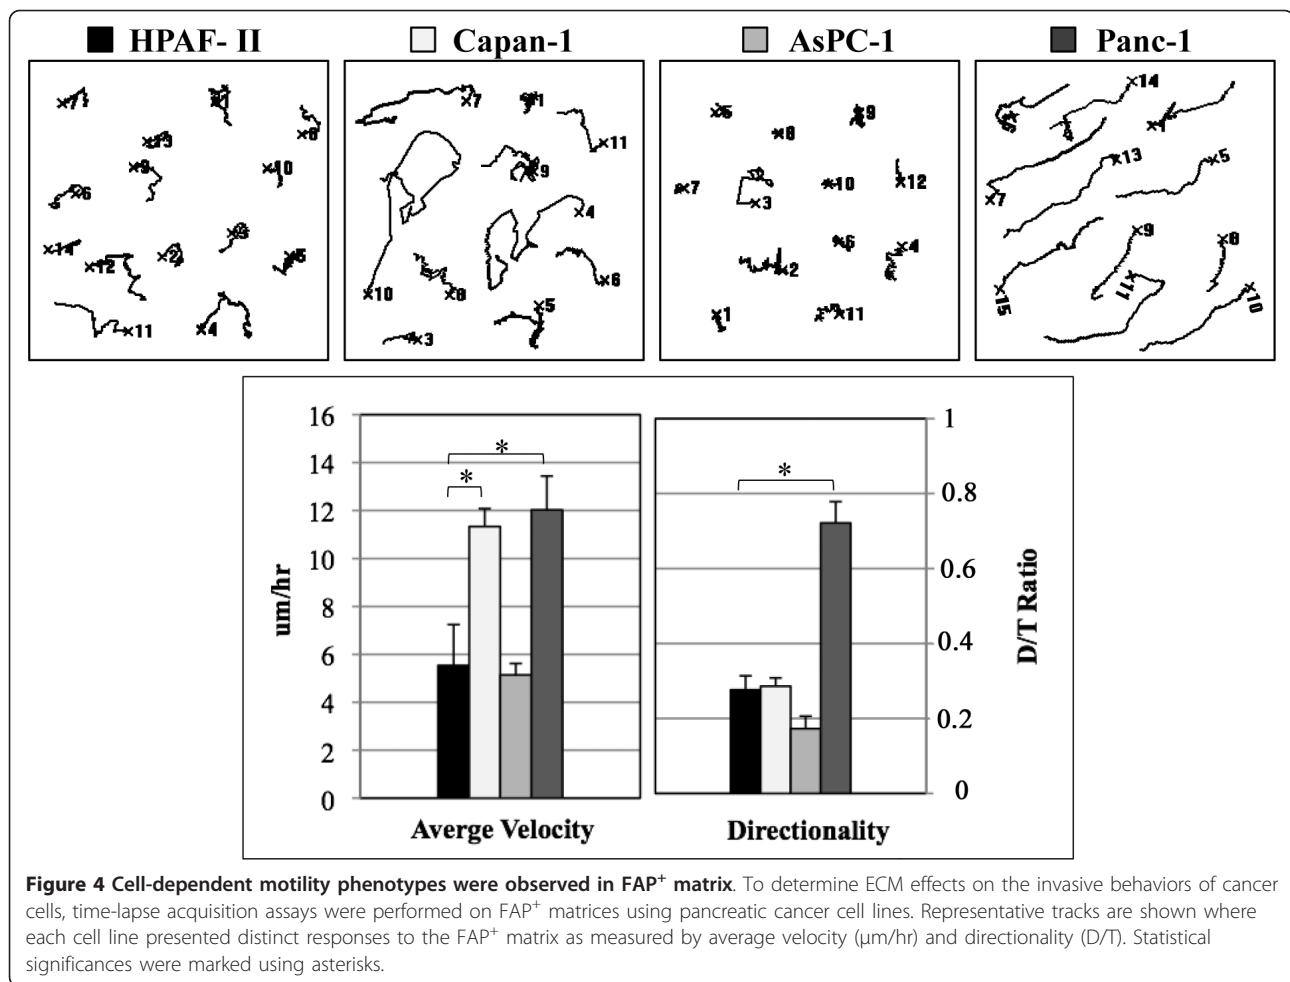 HPAF- II Capan-1 AsPC-1 Panc-1
7 1 8 13 9 10 6 3 14 12 2 5 11 4
7 1 11 9 4 10 8 6 5 3
5 9 8 7 3 10 12 6 4 2 1 11
14 4 1 13 5 7 9 8 11 15 10
16
14
12
10
8
6
4
2
0
um/hr
* *
Averge Velocity
1
0.8
0.6
0.4
0.2
0
D/T Ratio
*
Directionality
Figure 4 Cell-dependent motility phenotypes were observed in FAP⁺ matrix. To determine ECM effects on the invasive behaviors of cancer
cells, time-lapse acquisition assays were performed on FAP⁺ matrices using pancreatic cancer cell lines. Representative tracks are shown where
each cell line presented distinct responses to the FAP⁺ matrix as measured by average velocity (μm/hr) and directionality (D/T). Statistical
significances were marked using asterisks.